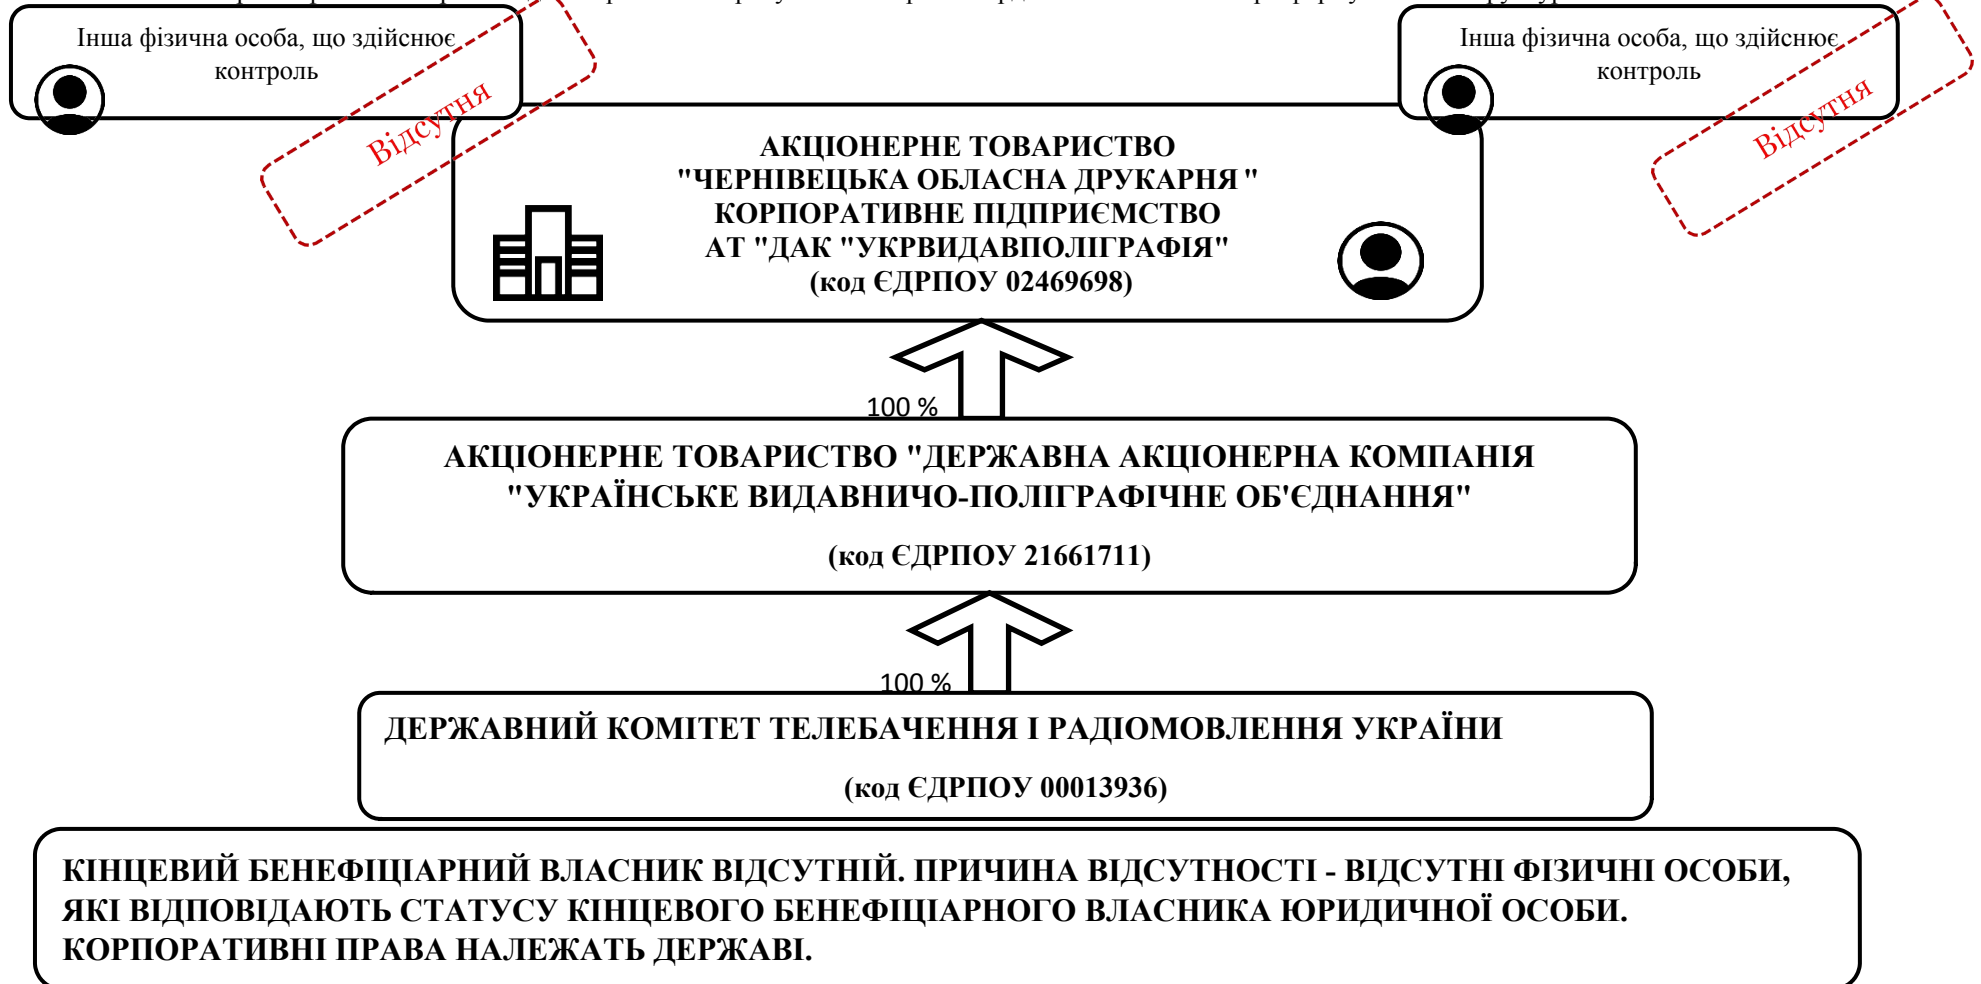 Інша фізична особа, що здійснює
контроль
Відсутня
Інша фізична особа, що здійснює
контроль
Відсутня
АКЦІОНЕРНЕ ТОВАРИСТВО
"ЧЕРНІВЕЦЬКА ОБЛАСНА ДРУКАРНЯ"
КОРПОРАТИВНЕ ПІДПРИЄМСТВО
АТ "ДАК "УКРВИДАВПОЛІГРАФІЯ"
(код ЄДРПОУ 02469698)
100 %
АКЦІОНЕРНЕ ТОВАРИСТВО "ДЕРЖАВНА АКЦІОНЕРНА КОМПАНІЯ
"УКРАЇНСЬКЕ ВИДАВНИЧО-ПОЛІГРАФІЧНЕ ОБ'ЄДНАННЯ"
(код ЄДРПОУ 21661711)
100 %
ДЕРЖАВНИЙ КОМІТЕТ ТЕЛЕБАЧЕННЯ І РАДІОМОВЛЕННЯ УКРАЇНИ
(код ЄДРПОУ 00013936)
КІНЦЕВИЙ БЕНЕФІЦІАРНИЙ ВЛАСНИК ВІДСУТНІЙ. ПРИЧИНА ВІДСУТНОСТІ - ВІДСУТНІ ФІЗИЧНІ ОСОБИ,
ЯКІ ВІДПОВІДАЮТЬ СТАТУСУ КІНЦЕВОГО БЕНЕФІЦІАРНОГО ВЛАСНИКА ЮРИДИЧНОЇ ОСОБИ.
КОРПОРАТИВНІ ПРАВА НАЛЕЖАТЬ ДЕРЖАВІ.